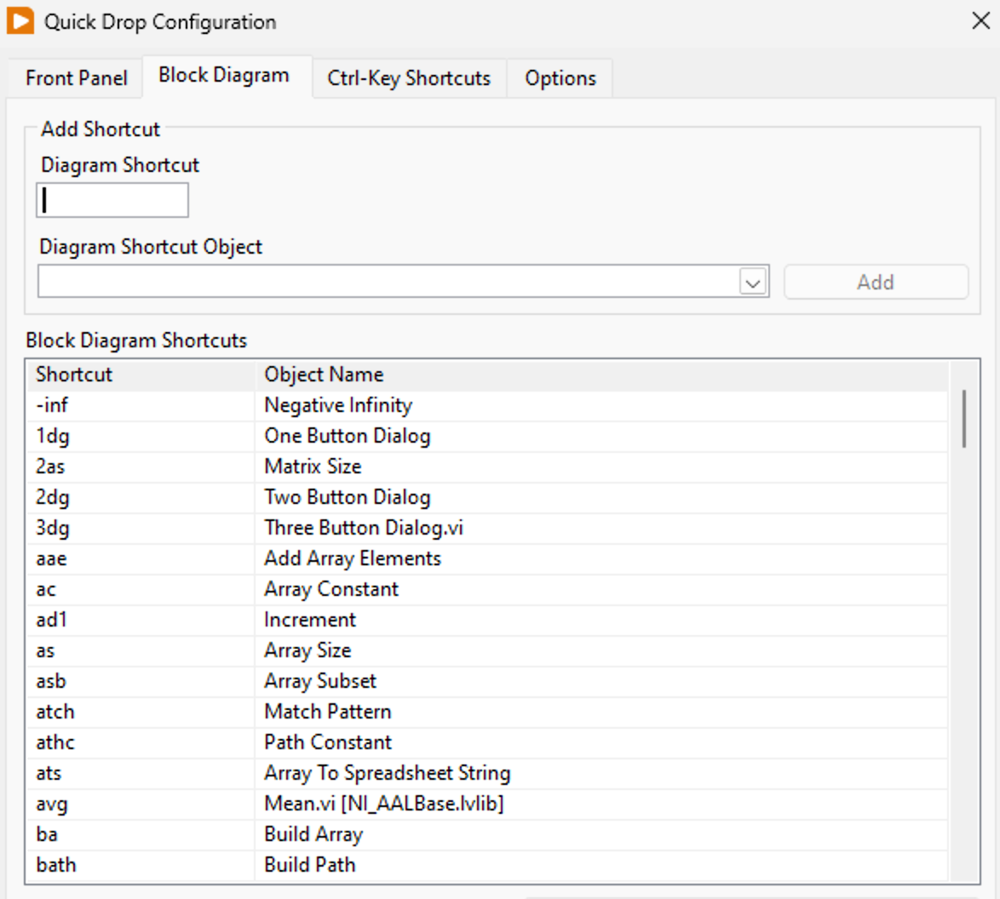 Quick Drop Configuration
Front Panel Block Diagram Ctrl-Key Shortcuts Options
Add Shortcut
Diagram Shortcut
Diagram Shortcut Object
Add
Block Diagram Shortcuts
Shortcut Object Name
-inf Negative Infinity
1dg One Button Dialog
2as Matrix Size
2dg Two Button Dialog
3dg Three Button Dialog.vi
aae Add Array Elements
ac Array Constant
ad1 Increment
as Array Size
asb Array Subset
atch Match Pattern
athc Path Constant
ats Array To Spreadsheet String
avg Mean.vi [NI_AALBase.lvlib]
ba Build Array
bath Build Path